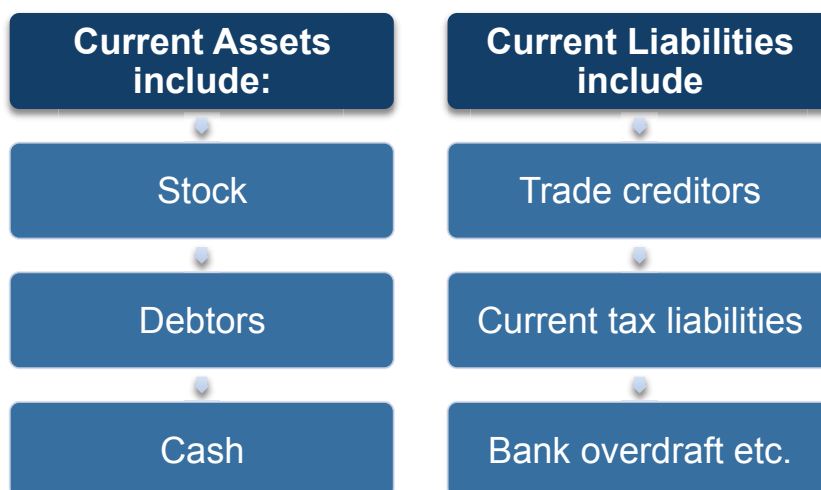 Current Assets
include:
Stock
Debtors
Cash
Current Liabilities
include
Trade creditors
Current tax liabilities
Bank overdraft etc.